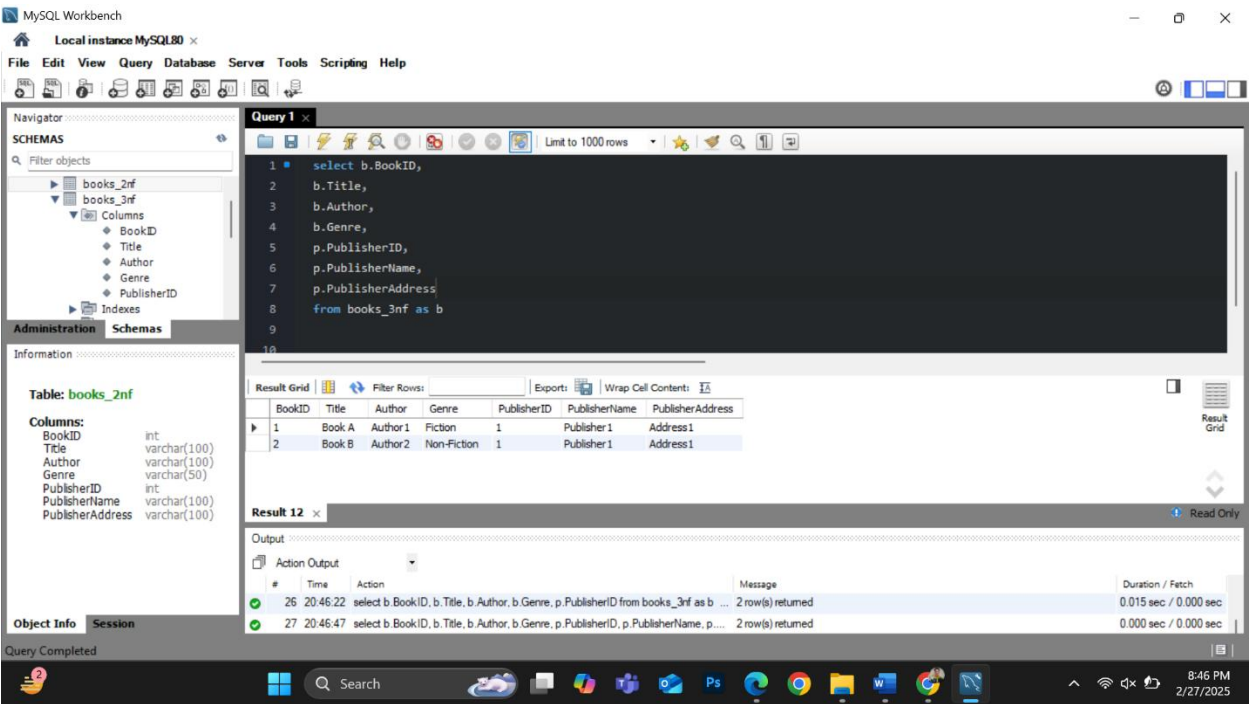 MySQL Workbench
Local instance MySQL80
File Edit View Query Database Server Tools Scripting Help
Navigator
SCHEMAS
Filter objects
books_2nf
books_3nf
Columns
BookID
Title
Author
Genre
PublisherID
Indexes
Administration Schemas
Information
Table: books_2nf
Columns:
BookID int
Title varchar(100)
Author varchar(100)
Genre varchar(50)
PublisherID int
PublisherName varchar(100)
PublisherAddress varchar(100)
Object Info Session
Query 1
Limit to 1000 rows
1 select b.BookID,
2 b.Title,
3 b.Author,
4 b.Genre,
5 p.PublisherID,
6 p.PublisherName,
7 p.PublisherAddress
8 from books_3nf as b
9
10
Result Grid Filter Rows: Export: Wrap Cell Content:
BookID Title Author Genre PublisherID PublisherName PublisherAddress
1 Book A Author1 Fiction 1 Publisher1 Address1
2 Book B Author2 Non-Fiction 1 Publisher1 Address1
Result Grid
Result 12 Read Only
Output
Action Output
# Time Action Message Duration / Fetch
26 20:46:22 select b.BookID, b.Title, b.Author, b.Genre, p.PublisherID from books_3nf as b ... 2 row(s) returned 0.015 sec / 0.000 sec
27 20:46:47 select b.BookID, b.Title, b.Author, b.Genre, p.PublisherID, p.PublisherName, p.... 2 row(s) returned 0.000 sec / 0.000 sec
Query Completed
2
Search
Ps
W
8:46 PM
2/27/2025